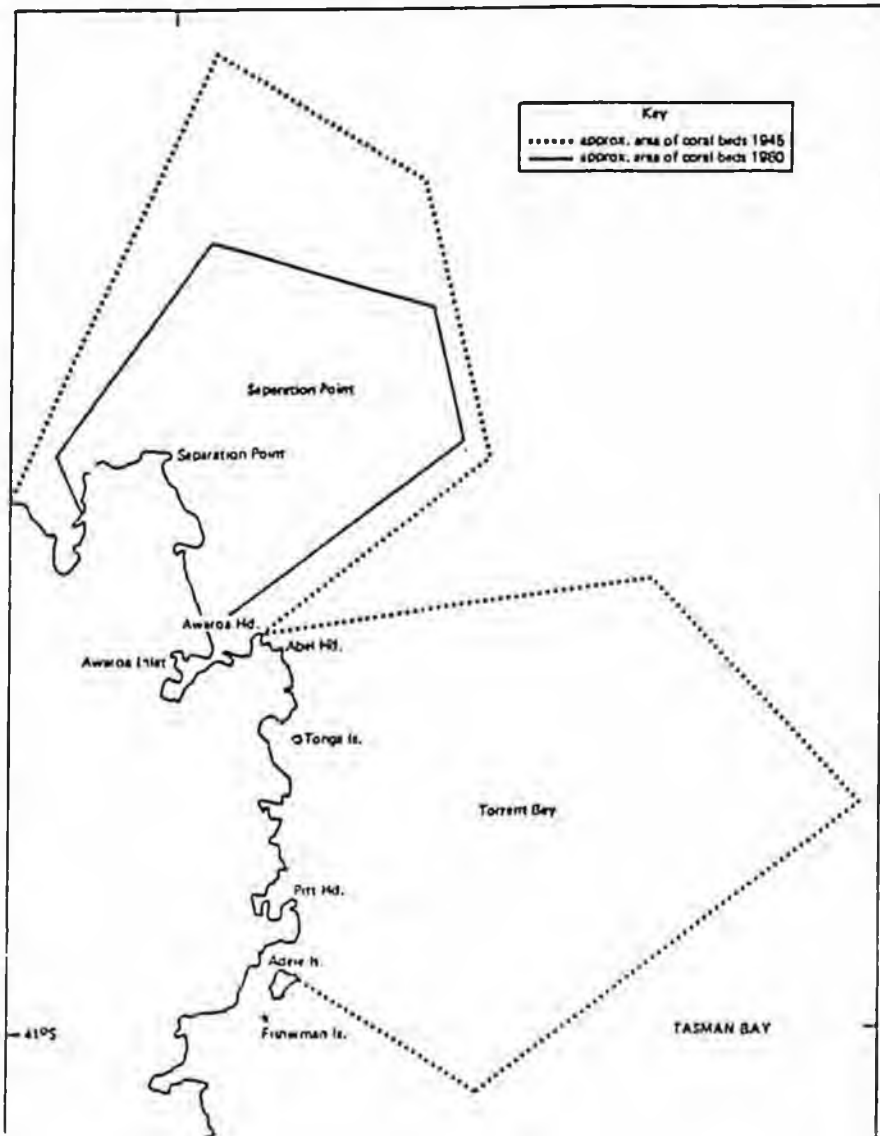 Key
approx. area of coral beds 1945
approx. area of coral beds 1980
Separation Point
Separation Point
Awaroa Hd.
Abel Hd.
Awaroa Inlet
Tonga Is.
Torrent Bay
Pitt Hd.
Adele Is.
Fisherman Is.
41°S
TASMAN BAY